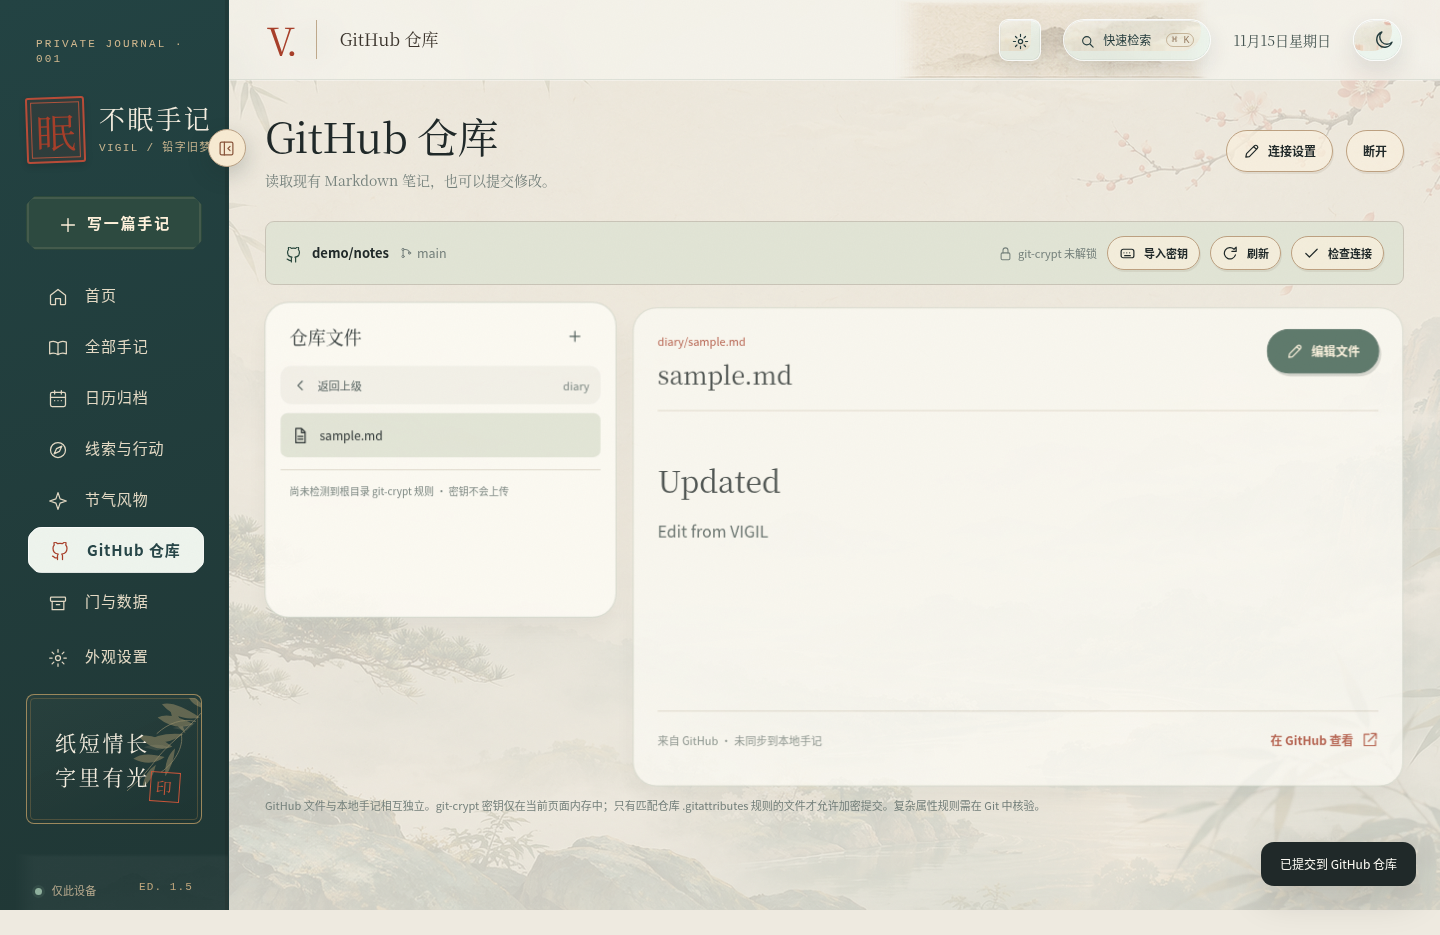 PRIVATE JOURNAL ·
001
眠
不眠手记
VIGIL / 铅字旧梦
写一篇手记
首页
全部手记
日历归档
线索与行动
节气风物
GitHub 仓库
门与数据
外观设置
纸短情长
字里有光
印
仅此设备
ED. 1.5
V.
GitHub 仓库
快速检索
⌘ K
11月15日星期日
GitHub 仓库
读取现有 Markdown 笔记，也可以提交修改。
连接设置
断开
demo/notes
main
git-crypt 未解锁
导入密钥
刷新
检查连接
仓库文件
返回上级
diary
sample.md
尚未检测到根目录 git-crypt 规则 · 密钥不会上传
diary/sample.md
sample.md
编辑文件
Updated
Edit from VIGIL
来自 GitHub · 未同步到本地手记
在 GitHub 查看
GitHub 文件与本地手记相互独立。git-crypt 密钥仅在当前页面内存中；只有匹配仓库 .gitattributes 规则的文件才允许加密提交。复杂属性规则需在 Git 中核验。
已提交到 GitHub 仓库